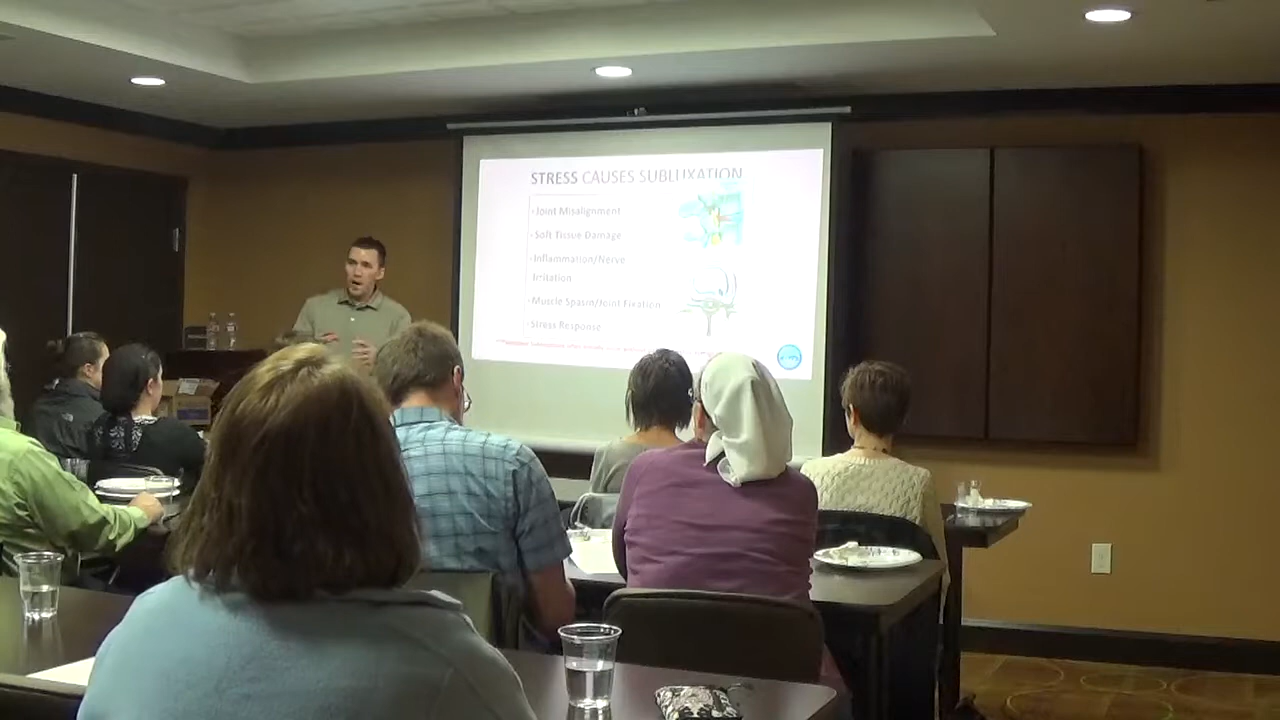 STRESS CAUSES SUBLUXATION
•Joint Misalignment
•Soft Tissue Damage
•Inflammation/Nerve
Irritation
•Muscle Spasm/Joint Fixation
•Stress Response